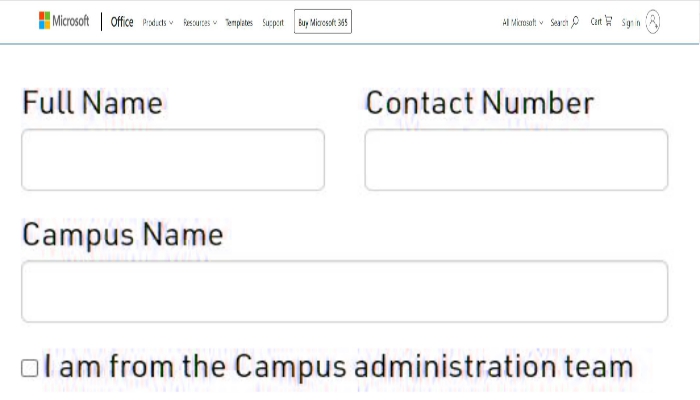 Microsoft Office Products Resources Templates Support Buy Microsoft 365 All Microsoft Search Cart Sign in
Full Name Contact Number
Campus Name
I am from the Campus administration team